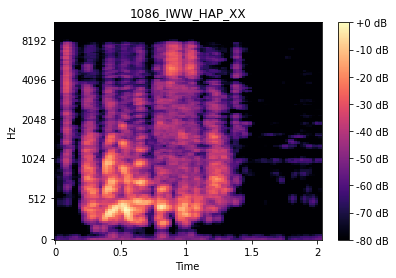 1086_IWW_HAP_XX
8192
4096
2048
1024
512
0
Hz
0
0.5
1
1.5
2
Time
+0 dB
-10 dB
-20 dB
-30 dB
-40 dB
-50 dB
-60 dB
-70 dB
-80 dB